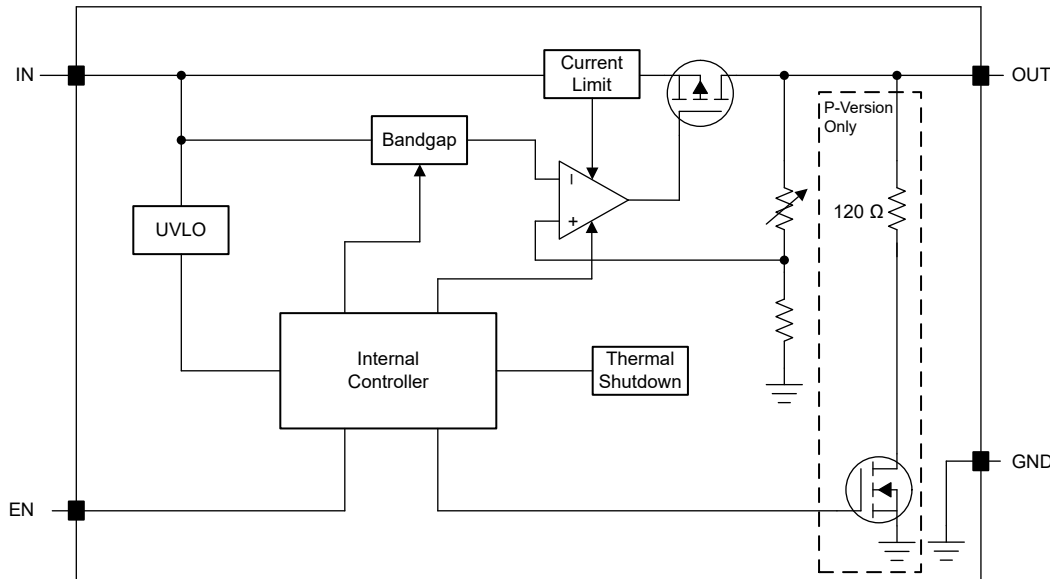 IN
Current
Limit
OUT
P-Version
Only
Bandgap
–
+
120 Ω
UVLO
Internal
Controller
Thermal
Shutdown
GND
EN